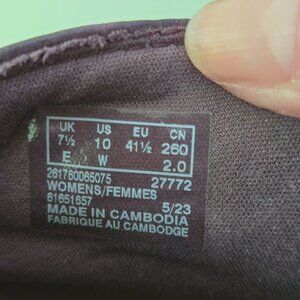 UK US EU CN
7½ 10 41½ 260
E W 2.0
261760065075 27772
WOMENS/FEMMES
61651657 5/23
MADE IN CAMBODIA
FABRIQUE AU CAMBODGE